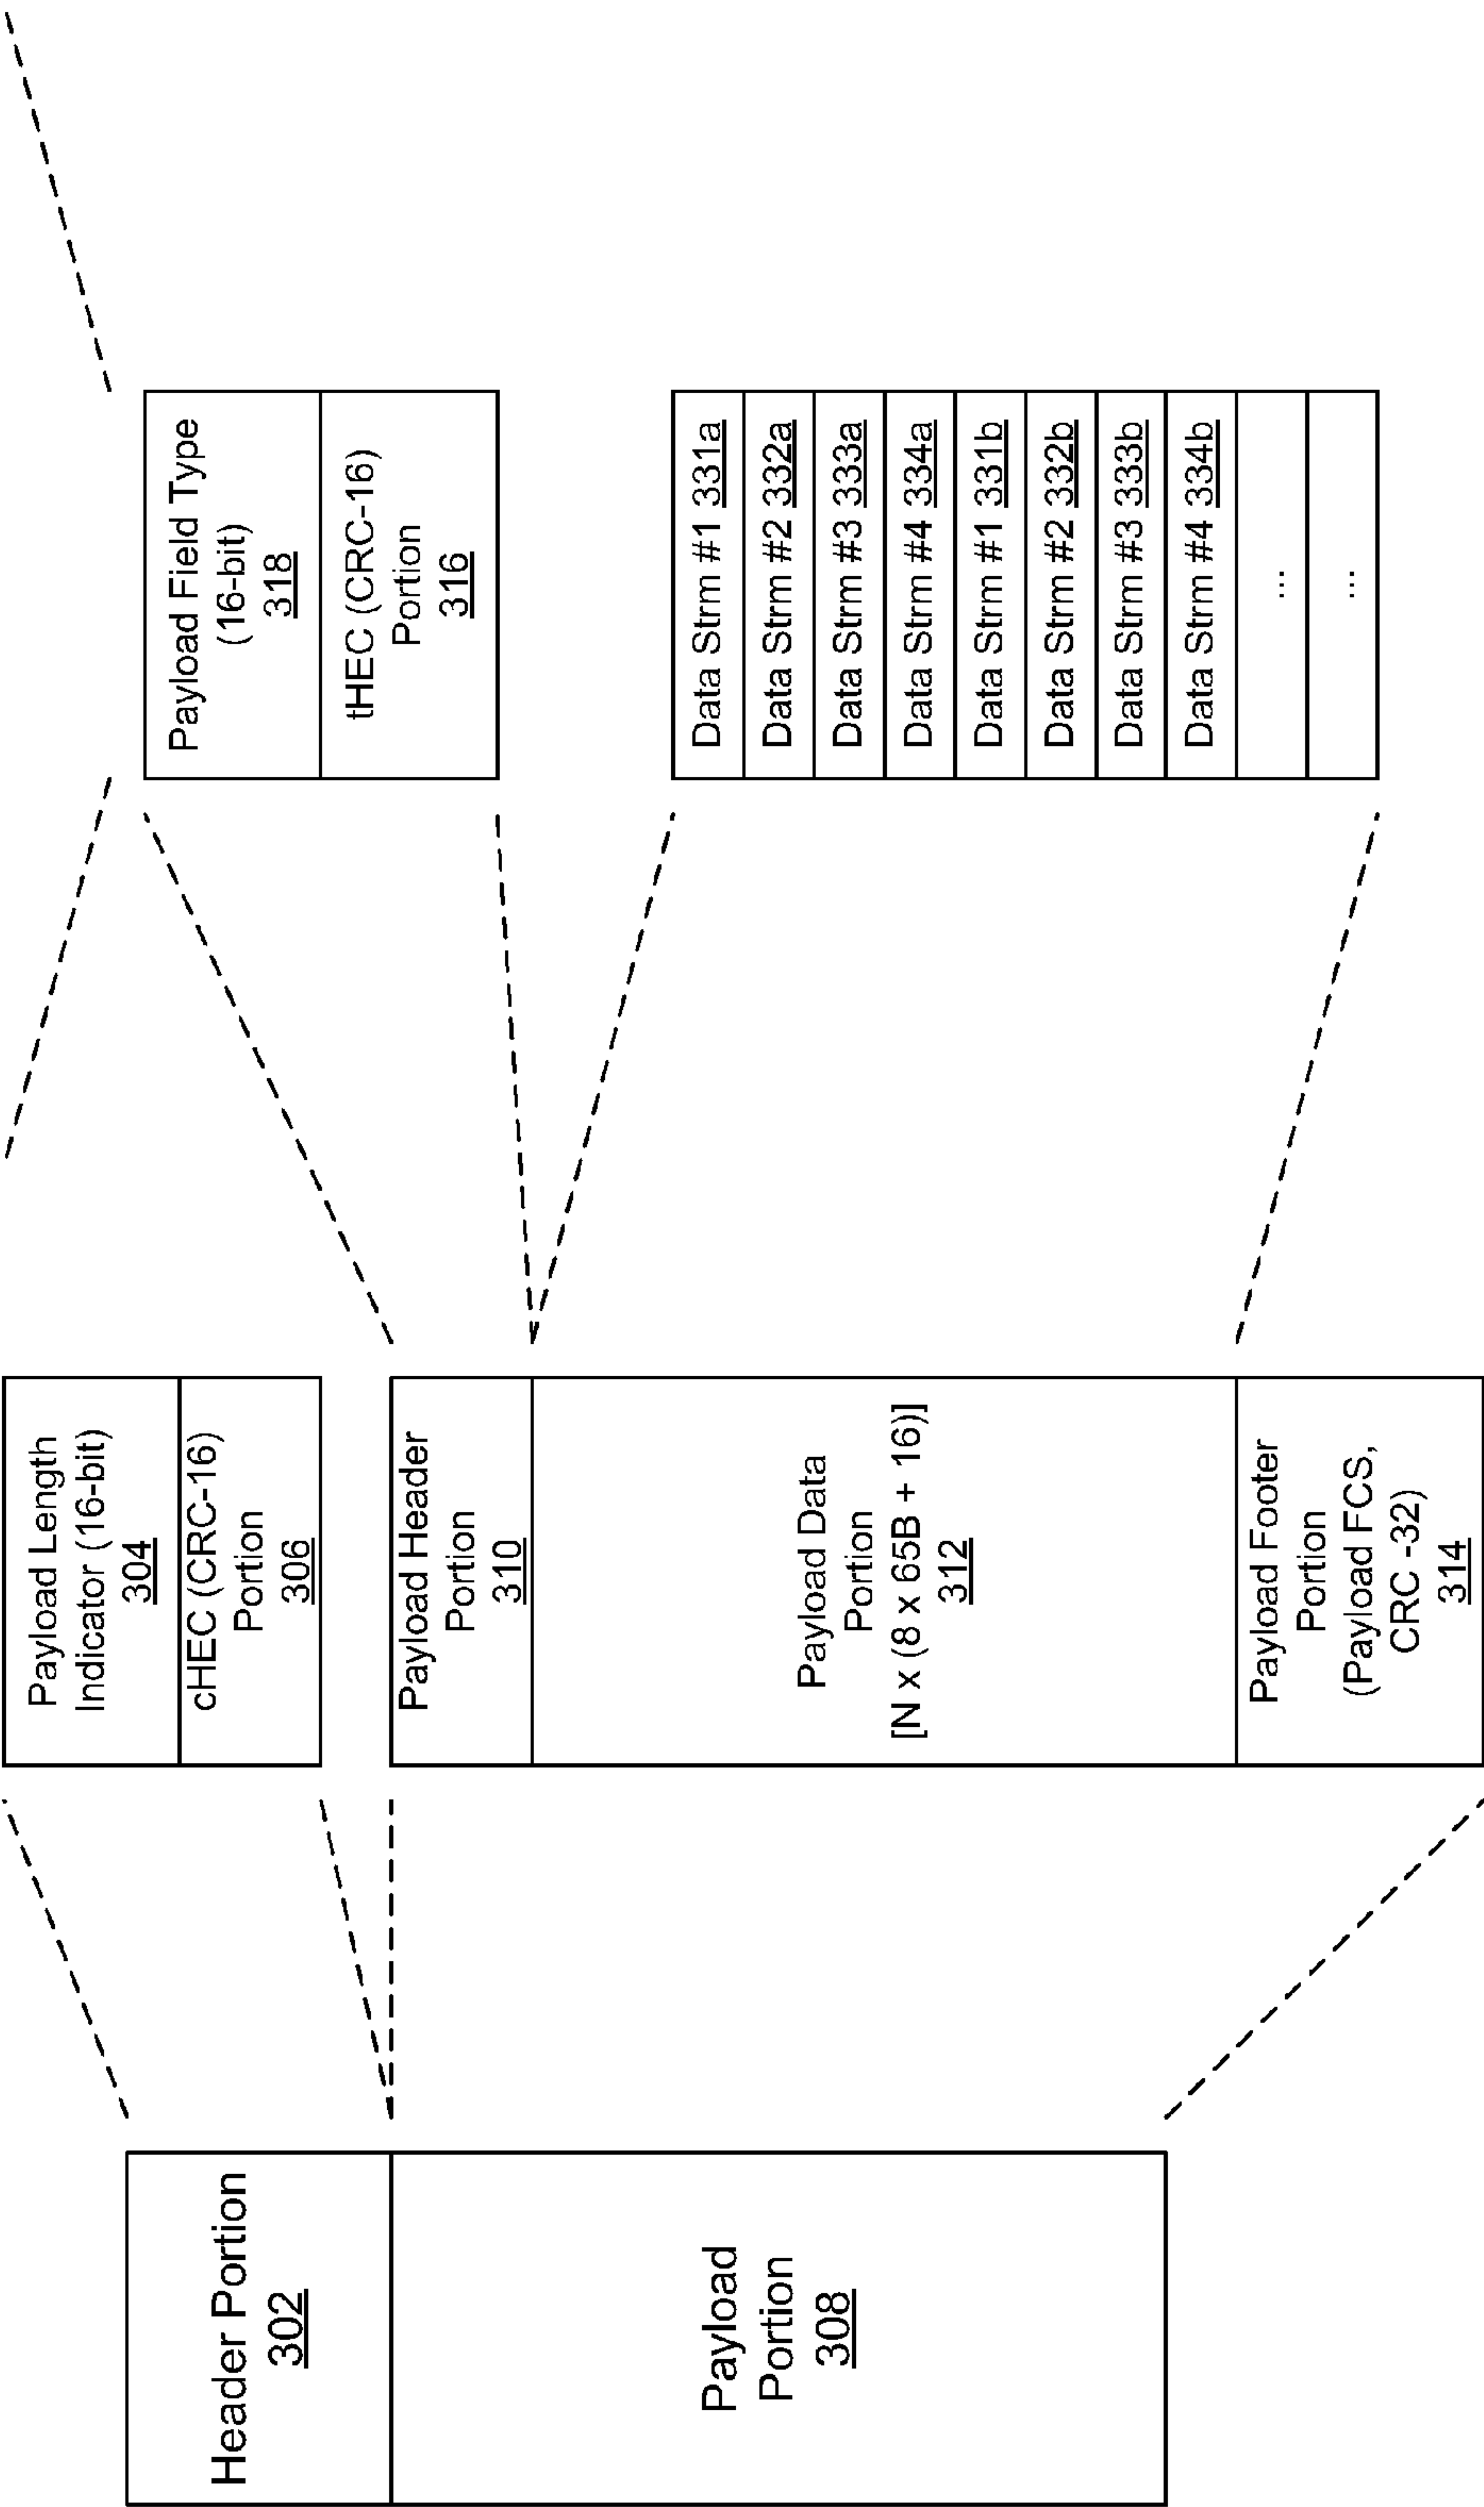 Header Portion
302
Payload
Portion
308
Payload Length
Indicator (16-bit)
304
cHEC (CRC-16)
Portion
306
Payload Header
Portion
310
Payload Data
Portion
[N x (8 x 65B + 16)]
312
Payload Footer
Portion
(Payload FCS,
CRC -32)
314
Payload Field Type
(16-bit)
318
tHEC (CRC-16)
Portion
316
Data Strm #1 331a
Data Strm #2 332a
Data Strm #3 333a
Data Strm #4 334a
Data Strm #1 331b
Data Strm #2 332b
Data Strm #3 333b
Data Strm #4 334b
...
...